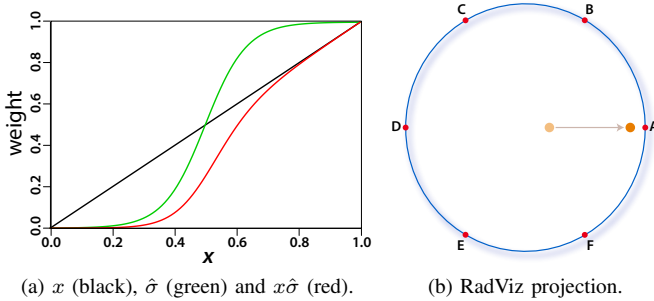 1.0
0.8
0.6
0.4
0.2
0.0
weight
0.0 0.2 0.4 0.6 0.8 1.0
x
C B
D A
E F
(a) x (black), σ̂ (green) and xσ̂ (red).
(b) RadViz projection.